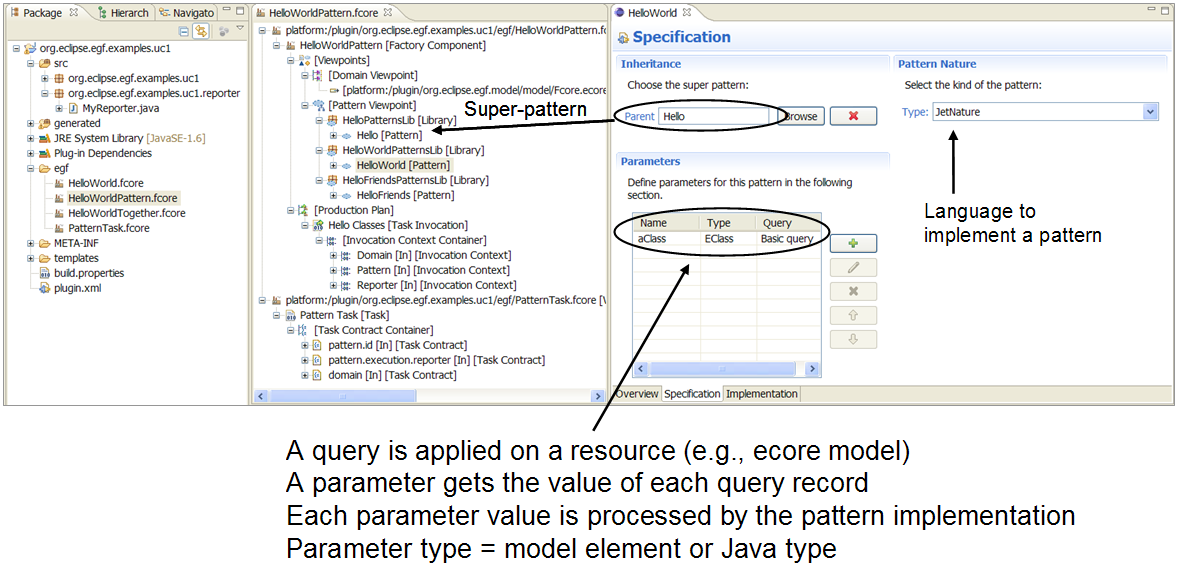 Package
Hierarch
Navigato
org.eclipse.egf.examples.uc1
src
org.eclipse.egf.examples.uc1
org.eclipse.egf.examples.uc1.reporter
MyReporter.java
generated
JRE System Library [JavaSE-1.6]
Plug-in Dependencies
egf
HelloWorld.fcore
HelloWorldPattern.fcore
HelloWorldTogether.fcore
PatternTask.fcore
META-INF
templates
build.properties
plugin.xml
HelloWorldPattern.fcore
platform:/plugin/org.eclipse.egf.examples.uc1/egf/HelloWorldPattern.fc
HelloWorldPattern [Factory Component]
[Viewpoints]
[Domain Viewpoint]
[platform:/plugin/org.eclipse.egf.model/model/Fcore.ecore
[Pattern Viewpoint]
HelloPatternsLib [Library]
Hello [Pattern]
HelloWorldPatternsLib [Library]
HelloWorld [Pattern]
HelloFriendsPatternsLib [Library]
HelloFriends [Pattern]
[Production Plan]
Hello Classes [Task Invocation]
[Invocation Context Container]
Domain [In] [Invocation Context]
Pattern [In] [Invocation Context]
Reporter [In] [Invocation Context]
platform:/plugin/org.eclipse.egf.examples.uc1/egf/PatternTask.fcore [W
Pattern Task [Task]
[Task Contract Container]
pattern.id [In] [Task Contract]
pattern.execution.reporter [In] [Task Contract]
domain [In] [Task Contract]
Super-pattern
HelloWorld
Specification
Inheritance
Choose the super pattern:
Parent Hello Browse
Pattern Nature
Select the kind of the pattern:
Type: JetNature
Parameters
Define parameters for this pattern in the following
section.
Name Type Query
aClass EClass Basic query
Language to
implement a pattern
Overview Specification Implementation
A query is applied on a resource (e.g., ecore model)
A parameter gets the value of each query record
Each parameter value is processed by the pattern implementation
Parameter type = model element or Java type